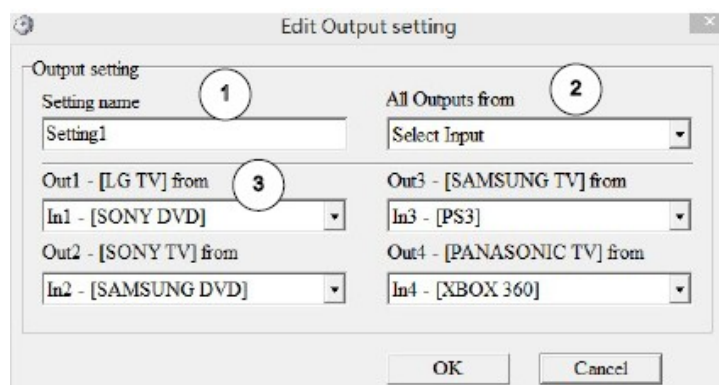 Edit Output setting
Output setting
Setting name
1
All Outputs from
2
Setting1
Select Input
Out1 - [LG TV] from
3
Out3 - [SAMSUNG TV] from
In1 - [SONY DVD]
In3 - [PS3]
Out2 - [SONY TV] from
Out4 - [PANASONIC TV] from
In2 - [SAMSUNG DVD]
In4 - [XBOX 360]
OK
Cancel